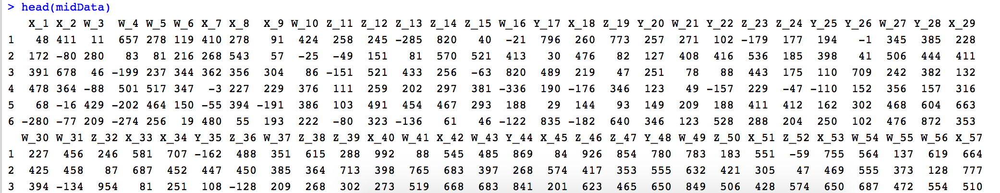 > head(midData)
X_1 X_2 W_3 W_4 W_5 W_6 X_7 X_8 X_9 W_10 Z_11 Z_12 Z_13 Z_14 Z_15 W_16 Y_17 X_18 Z_19 Y_20 W_21 Y_22 Z_23 Z_24 Y_25 Y_26 W_27 Y_28 X_29
1 48 411 11 657 278 119 410 278 91 424 258 245 -285 820 40 -21 796 260 773 257 271 102 -179 177 194 -1 345 385 228
2 172 -80 280 83 81 216 268 543 57 -25 -49 151 81 570 521 413 30 476 82 127 408 416 536 185 398 41 506 444 411
3 391 678 46 -199 237 344 362 356 304 86 -151 521 433 256 -63 820 489 219 47 251 78 88 443 175 110 709 242 382 132
4 478 364 -88 501 517 347 -3 227 229 376 111 259 202 297 381 -336 190 -176 346 123 49 -157 229 -47 -110 152 356 157 316
5 68 -16 429 -202 464 150 -55 394 -191 386 103 491 454 467 293 188 29 144 93 149 209 188 411 412 162 302 468 604 663
6 -280 -77 209 -274 256 19 480 55 193 222 -80 323 -136 61 46 -122 835 -182 640 346 123 528 288 204 250 102 476 872 353
W_30 W_31 Z_32 X_33 X_34 Y_35 Z_36 W_37 Z_38 Z_39 X_40 W_41 X_42 W_43 Y_44 X_45 Z_46 Z_47 Y_48 W_49 Z_50 X_51 Z_52 X_53 W_54 W_55 W_56 X_57
1 227 456 246 581 707 -162 488 351 615 288 992 88 545 485 869 84 926 854 780 783 183 551 -59 755 564 137 619 664
2 425 458 87 687 452 447 450 385 364 713 398 765 683 397 268 574 417 353 555 632 421 305 47 469 555 373 128 777
3 394 -134 954 81 251 108 -128 209 268 302 273 519 668 683 841 201 623 465 650 849 506 428 574 650 687 472 554 510